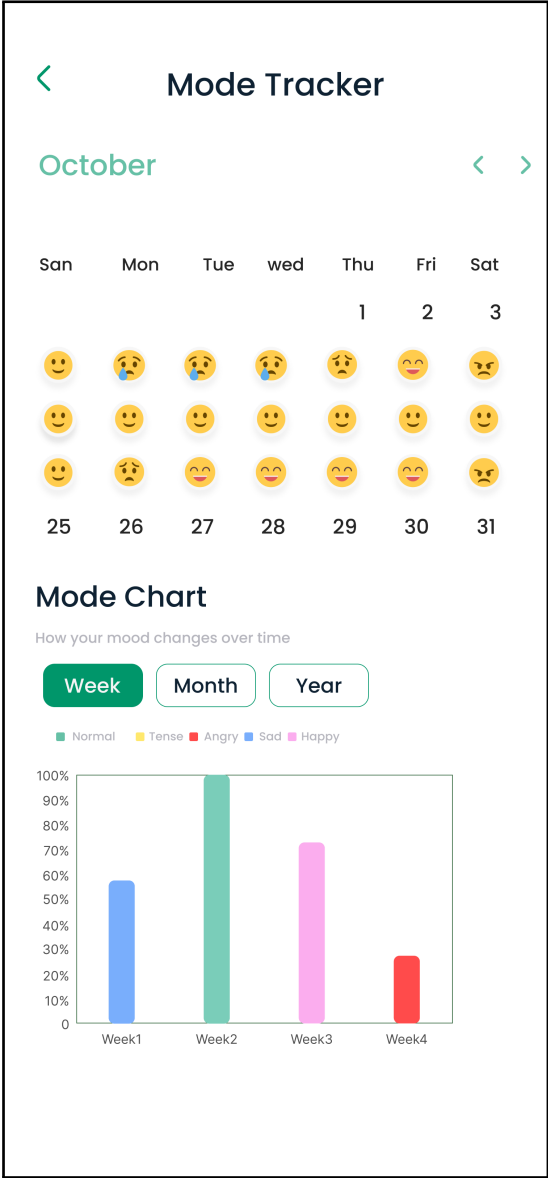 Mode Tracker
October
San Mon Tue wed Thu Fri Sat
1 2 3
25 26 27 28 29 30 31
Mode Chart
How your mood changes over time
Week Month Year
Normal Tense Angry Sad Happy
100%
90%
80%
70%
60%
50%
40%
30%
20%
10%
0
Week1 Week2 Week3 Week4